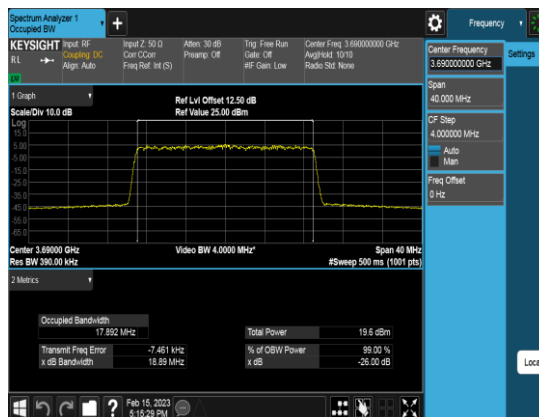 Spectrum Analyzer 1
Occupied BW
+
Frequency
KEYSIGHT
Input: RF
Coupling: DC
Align: Auto
Input Z: 50 Ω
Corr CCorr
Freq Ref: Int (S)
Atten: 30 dB
Preamp: Off
Trig: Free Run
Gate: Off
#IF Gain: Low
Center Freq: 3.690000000 GHz
Avg|Hold: 10/10
Radio Std: None
RL
LXI
Center Frequency
3.690000000 GHz
Settings
Span
40.000 MHz
CF Step
4.000000 MHz
Auto
Man
Freq Offset
0 Hz
1 Graph
Scale/Div 10.0 dB
Ref Lvl Offset 12.50 dB
Ref Value 25.00 dBm
Log
15.0
5.00
-5.00
-15.0
-25.0
-35.0
-45.0
-55.0
-65.0
Center 3.69000 GHz
Res BW 390.00 kHz
Video BW 4.0000 MHz*
Span 40 MHz
#Sweep 500 ms (1001 pts)
2 Metrics
Occupied Bandwidth
17.892 MHz
Total Power 19.6 dBm
Transmit Freq Error -7.461 kHz
% of OBW Power 99.00 %
x dB Bandwidth 18.89 MHz
x dB -26.00 dB
Loca
?
Feb 15, 2023
5:15:29 PM